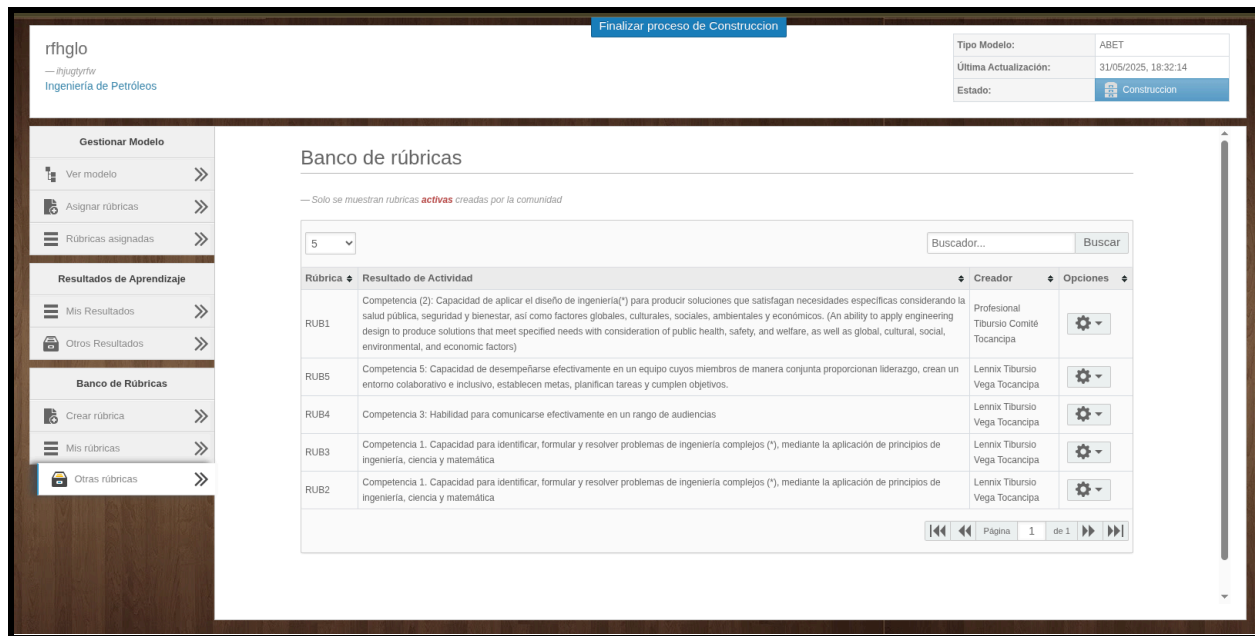 Finalizar proceso de Construccion
rfhglo
— ihjugtyrfw
Ingeniería de Petróleos
Tipo Modelo: ABET
Última Actualización: 31/05/2025, 18:32:14
Estado: Construccion
Gestionar Modelo
Ver modelo
Asignar rúbricas
Rúbricas asignadas
Resultados de Aprendizaje
Mis Resultados
Otros Resultados
Banco de Rúbricas
Crear rúbrica
Mis rúbricas
Otras rúbricas
Banco de rúbricas
— Solo se muestran rubricas activas creadas por la comunidad
5
Buscador... Buscar
Rúbrica Resultado de Actividad Creador Opciones
RUB1
Competencia (2): Capacidad de aplicar el diseño de ingeniería(*) para producir soluciones que satisfagan necesidades específicas considerando la
salud pública, seguridad y bienestar, así como factores globales, culturales, sociales, ambientales y económicos. (An ability to apply engineering
design to produce solutions that meet specified needs with consideration of public health, safety, and welfare, as well as global, cultural, social,
environmental, and economic factors)
Profesional
Tibursio Comité
Tocancipa
RUB5
Competencia 5: Capacidad de desempeñarse efectivamente en un equipo cuyos miembros de manera conjunta proporcionan liderazgo, crean un
entorno colaborativo e inclusivo, establecen metas, planifican tareas y cumplen objetivos.
Lennix Tibursio
Vega Tocancipa
RUB4
Competencia 3: Habilidad para comunicarse efectivamente en un rango de audiencias
Lennix Tibursio
Vega Tocancipa
RUB3
Competencia 1. Capacidad para identificar, formular y resolver problemas de ingeniería complejos (*), mediante la aplicación de principios de
ingeniería, ciencia y matemática
Lennix Tibursio
Vega Tocancipa
RUB2
Competencia 1. Capacidad para identificar, formular y resolver problemas de ingeniería complejos (*), mediante la aplicación de principios de
ingeniería, ciencia y matemática
Lennix Tibursio
Vega Tocancipa
Página 1 de 1